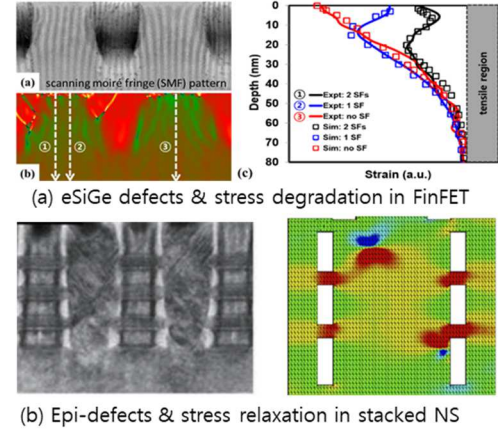 (a)
scanning moiré fringe (SMF) pattern
①
②
③
(b)
(c)
Depth (nm)
0
10
20
30
40
50
60
70
80
① Expt: 2 SFs
② Expt: 1 SF
③ Expt: no SF
Sim: 2 SFs
Sim: 1 SF
Sim: no SF
tensile region
Strain (a.u.)
(a) eSiGe defects & stress degradation in FinFET
(b) Epi-defects & stress relaxation in stacked NS